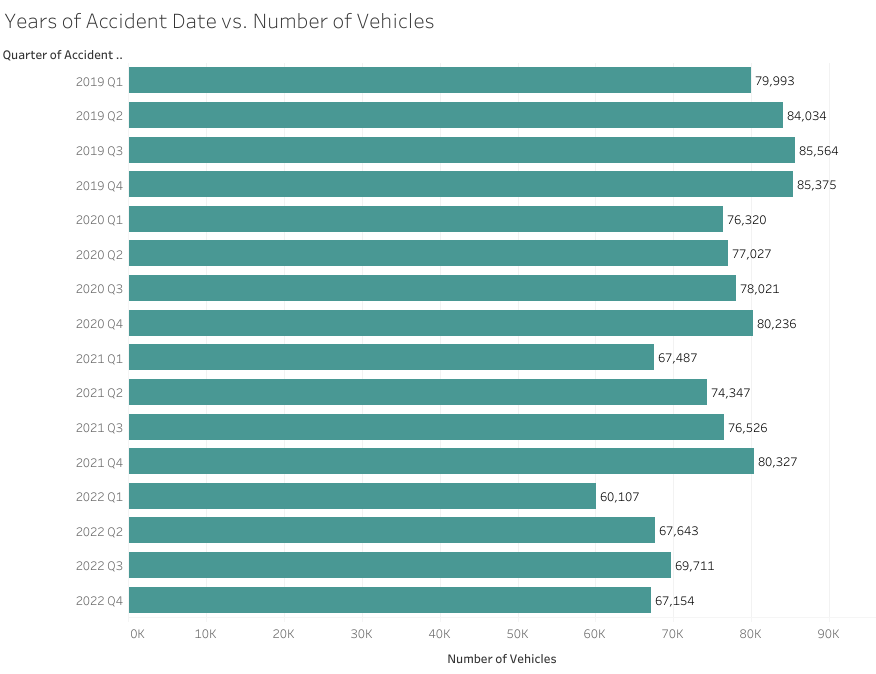 Years of Accident Date vs. Number of Vehicles
Quarter of Accident ..
2019 Q1 79,993
2019 Q2 84,034
2019 Q3 85,564
2019 Q4 85,375
2020 Q1 76,320
2020 Q2 77,027
2020 Q3 78,021
2020 Q4 80,236
2021 Q1 67,487
2021 Q2 74,347
2021 Q3 76,526
2021 Q4 80,327
2022 Q1 60,107
2022 Q2 67,643
2022 Q3 69,711
2022 Q4 67,154
0K 10K 20K 30K 40K 50K 60K 70K 80K 90K
Number of Vehicles